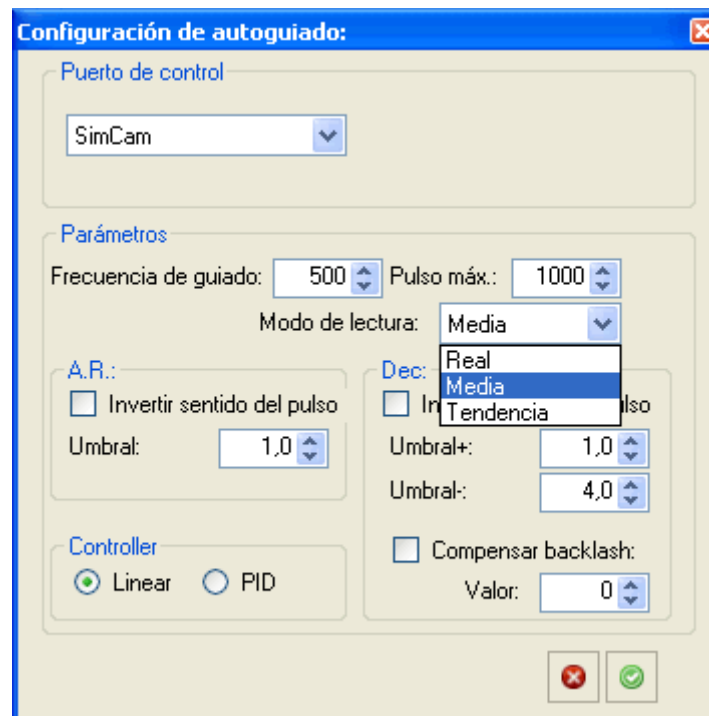 Configuración de autoguiado:
Puerto de control
SimCam
Parámetros
Frecuencia de guiado: 500 Pulso máx.: 1000
Modo de lectura: Media
Real
Media
Tendencia
A.R.:
Invertir sentido del pulso
Umbral: 1,0
Dec:
Umbral+: 1,0
Umbral-: 4,0
Controller
Linear PID
Compensar backlash:
Valor: 0